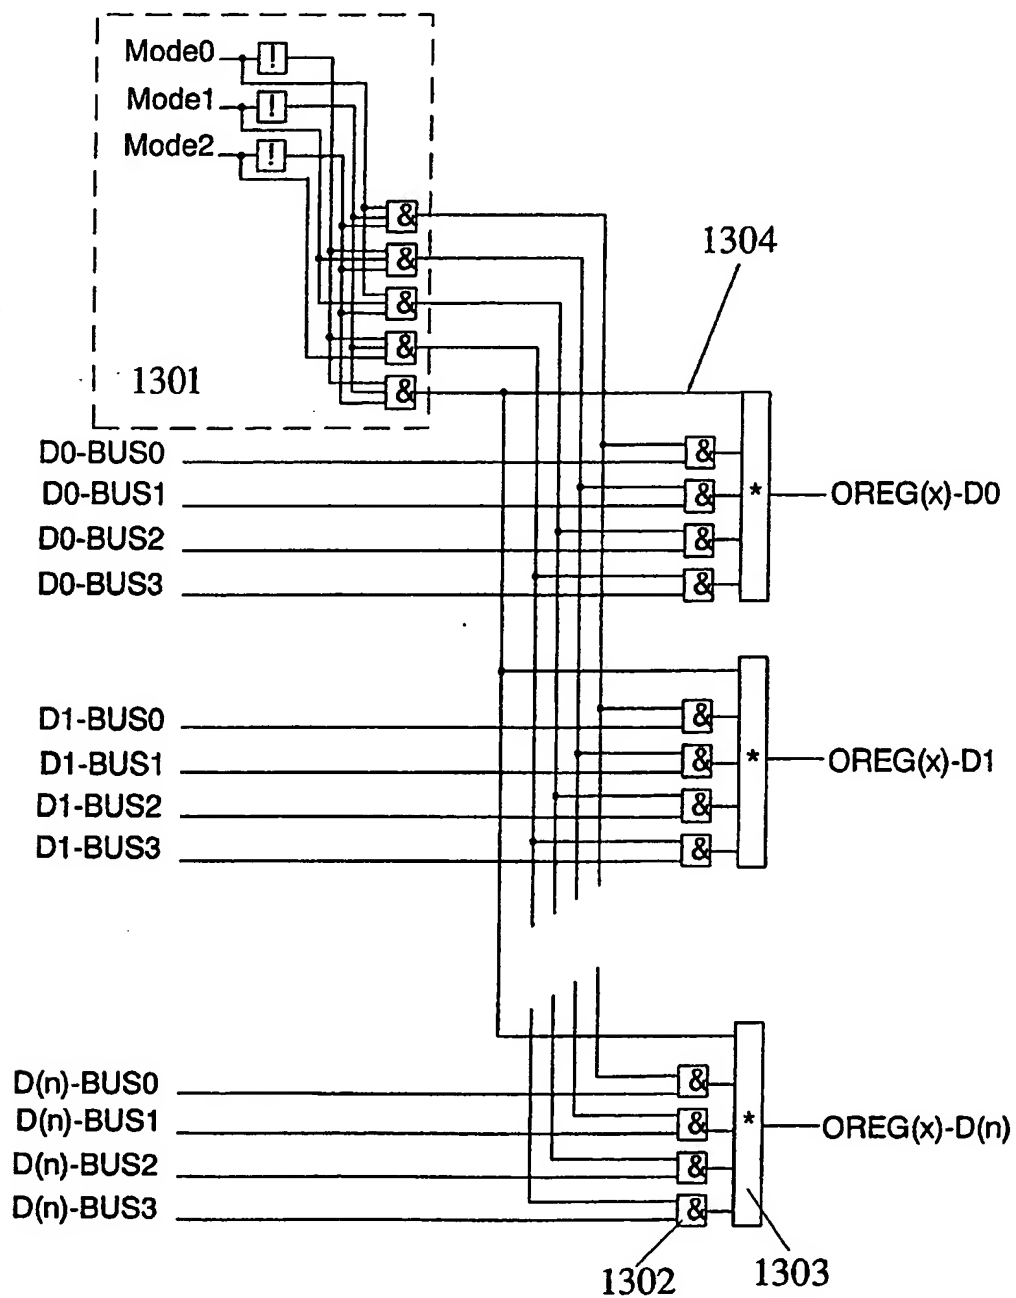 Mode0 !
Mode1 !
Mode2 !
&
&
&
&
&
1301
1304
D0-BUS0 &
D0-BUS1 &
D0-BUS2 &
D0-BUS3 &
* OREG(x)-D0
D1-BUS0 &
D1-BUS1 &
D1-BUS2 &
D1-BUS3 &
* OREG(x)-D1
D(n)-BUS0 &
D(n)-BUS1 &
D(n)-BUS2 &
D(n)-BUS3 &
* OREG(x)-D(n)
1302
1303